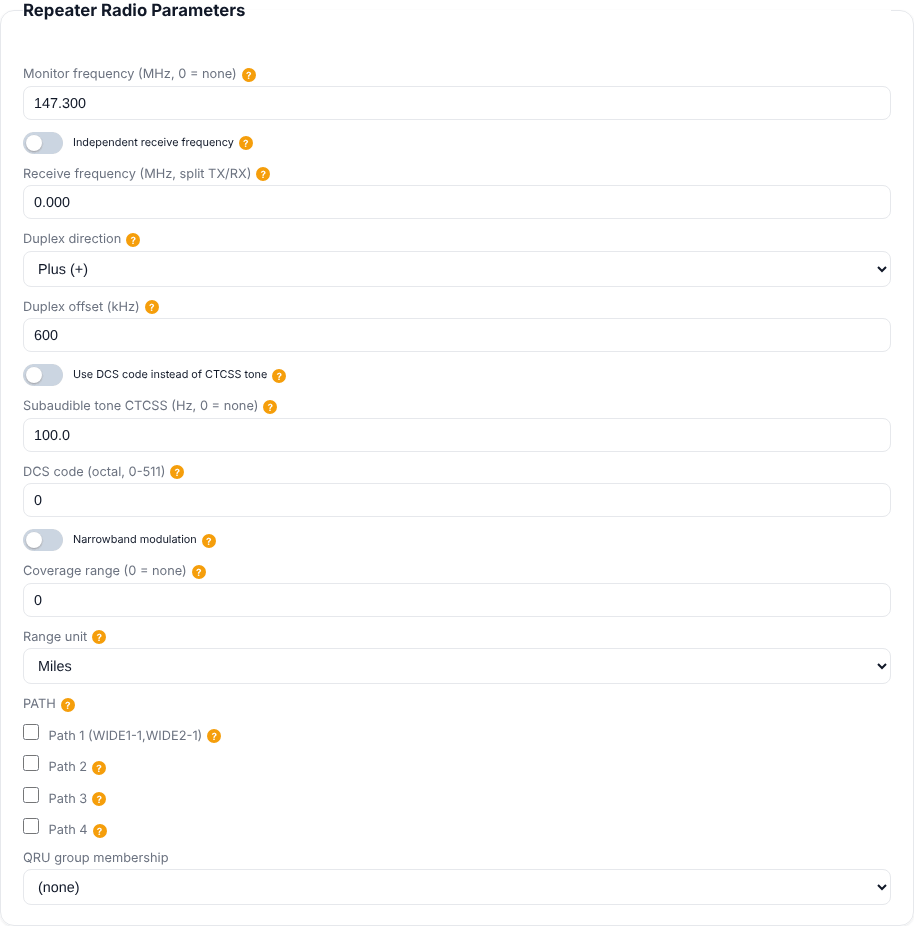 Repeater Radio Parameters
Monitor frequency (MHz, 0 = none) ?
147.300
Independent receive frequency ?
Receive frequency (MHz, split TX/RX) ?
0.000
Duplex direction ?
Plus (+)
Duplex offset (kHz) ?
600
Use DCS code instead of CTCSS tone ?
Subaudible tone CTCSS (Hz, 0 = none) ?
100.0
DCS code (octal, 0-511) ?
0
Narrowband modulation ?
Coverage range (0 = none) ?
0
Range unit ?
Miles
PATH ?
Path 1 (WIDE1-1,WIDE2-1) ?
Path 2 ?
Path 3 ?
Path 4 ?
QRU group membership
(none)